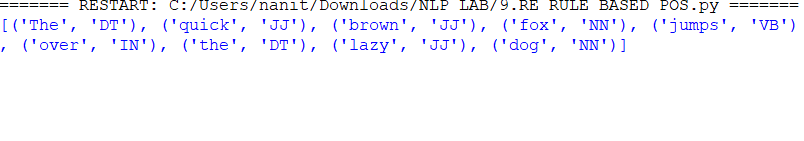 ======= RESTART: C:/Users/nanit/Downloads/NLP LAB/9.RE RULE BASED POS.py =======
[('The', 'DT'), ('quick', 'JJ'), ('brown', 'JJ'), ('fox', 'NN'), ('jumps', 'VB')
, ('over', 'IN'), ('the', 'DT'), ('lazy', 'JJ'), ('dog', 'NN')]